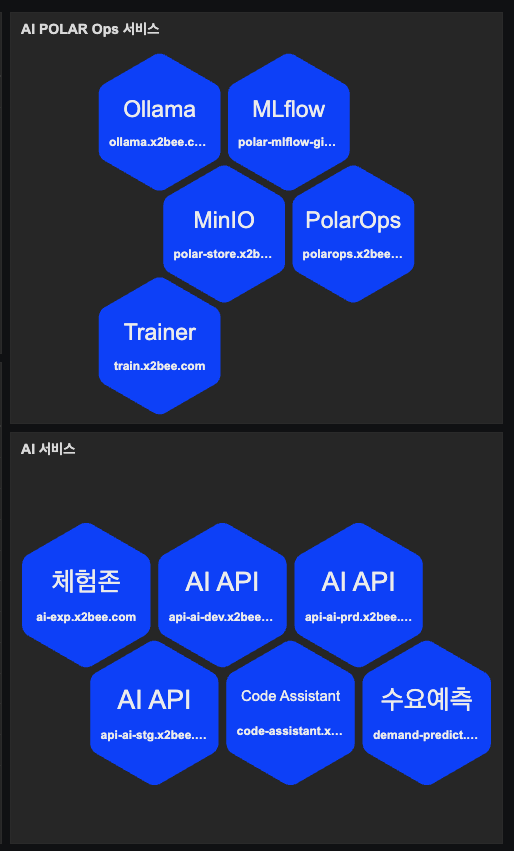 AI POLAR Ops 서비스
Ollama
ollama.x2bee.c...
MLflow
polar-mlflow-gi...
MinIO
polar-store.x2b...
PolarOps
polarops.x2bee...
Trainer
train.x2bee.com
AI 서비스
체험존
ai-exp.x2bee.com
AI API
api-ai-dev.x2bee...
AI API
api-ai-prd.x2bee....
AI API
api-ai-stg.x2bee....
Code Assistant
code-assistant.x...
수요예측
demand-predict....